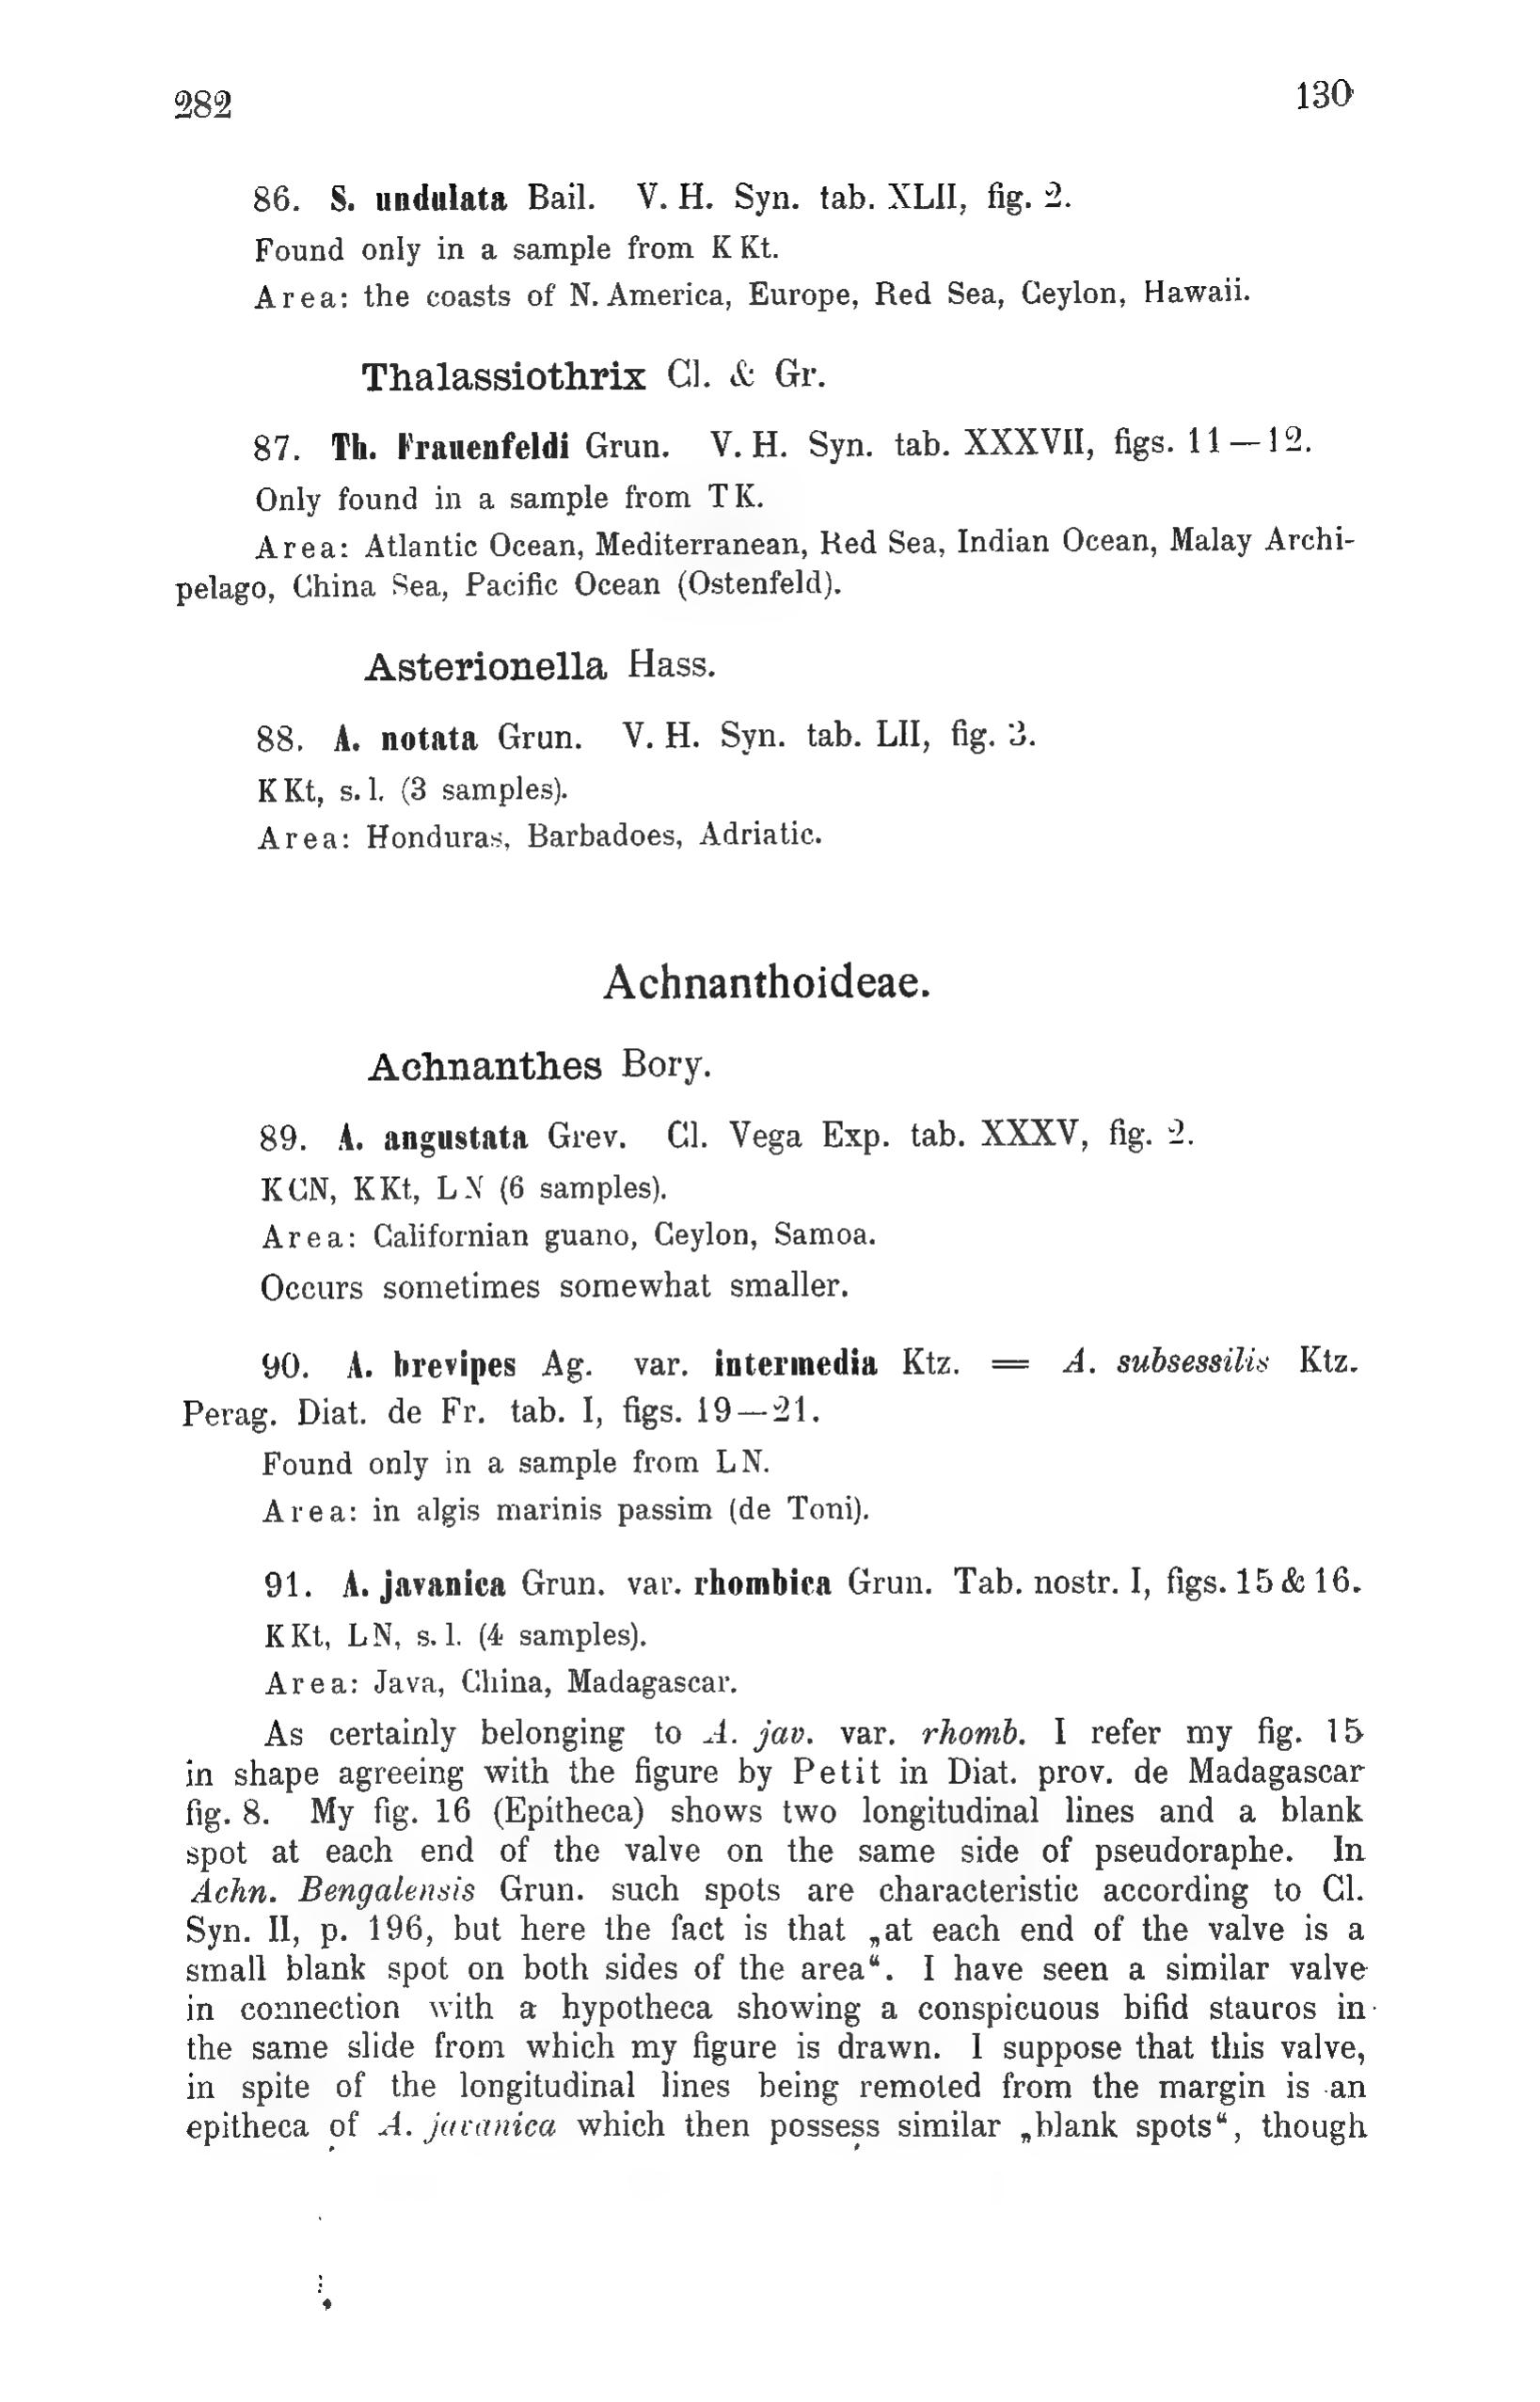 282 130
86. S. undulata Bail. V. H. Syn. tab. XLII, fig. 2.
Found only in a sample from K Kt.
Area: the coasts of N. America, Europe, Red Sea, Ceylon, Hawaii.
Thalassiothrix Cl. & Gr.
87. Th. Frauenfeldi Grun. V. H. Syn. tab. XXXVII, figs. 11—12.
Only found in a sample from T K.
Area: Atlantic Ocean, Mediterranean, Red Sea, Indian Ocean, Malay Archi-
pelago, China Sea, Pacific Ocean (Ostenfeld).
Asterionella Hass.
88. A. notata Grun. V. H. Syn. tab. LII, fig. 3.
K Kt, s. l. (3 samples).
Area: Honduras, Barbadoes, Adriatic.
Achnanthoideae.
Achnanthes Bory.
89. A. angustata Grev. Cl. Vega Exp. tab. XXXV, fig. 2.
K CN, K Kt, L N (6 samples).
Area: Californian guano, Ceylon, Samoa.
Occurs sometimes somewhat smaller.
90. A. brevipes Ag. var. intermedia Ktz. = A. subsessilis Ktz.
Perag. Diat. de Fr. tab. I, figs. 19—21.
Found only in a sample from L N.
Area: in algis marinis passim (de Toni).
91. A. javanica Grun. var. rhombica Grun. Tab. nostr. I, figs. 15 & 16.
K Kt, L N, s. l. (4 samples).
Area: Java, China, Madagascar.
As certainly belonging to A. jav. var. rhomb. I refer my fig. 15
in shape agreeing with the figure by Petit in Diat. prov. de Madagascar
fig. 8. My fig. 16 (Epitheca) shows two longitudinal lines and a blank
spot at each end of the valve on the same side of pseudoraphe. In
Achn. Bengalensis Grun. such spots are characteristic according to Cl.
Syn. II, p. 196, but here the fact is that „at each end of the valve is a
small blank spot on both sides of the area“. I have seen a similar valve
in connection with a hypotheca showing a conspicuous bifid stauros in
the same slide from which my figure is drawn. I suppose that this valve,
in spite of the longitudinal lines being remoted from the margin is an
epitheca of A. javanica which then possess similar „blank spots“, though